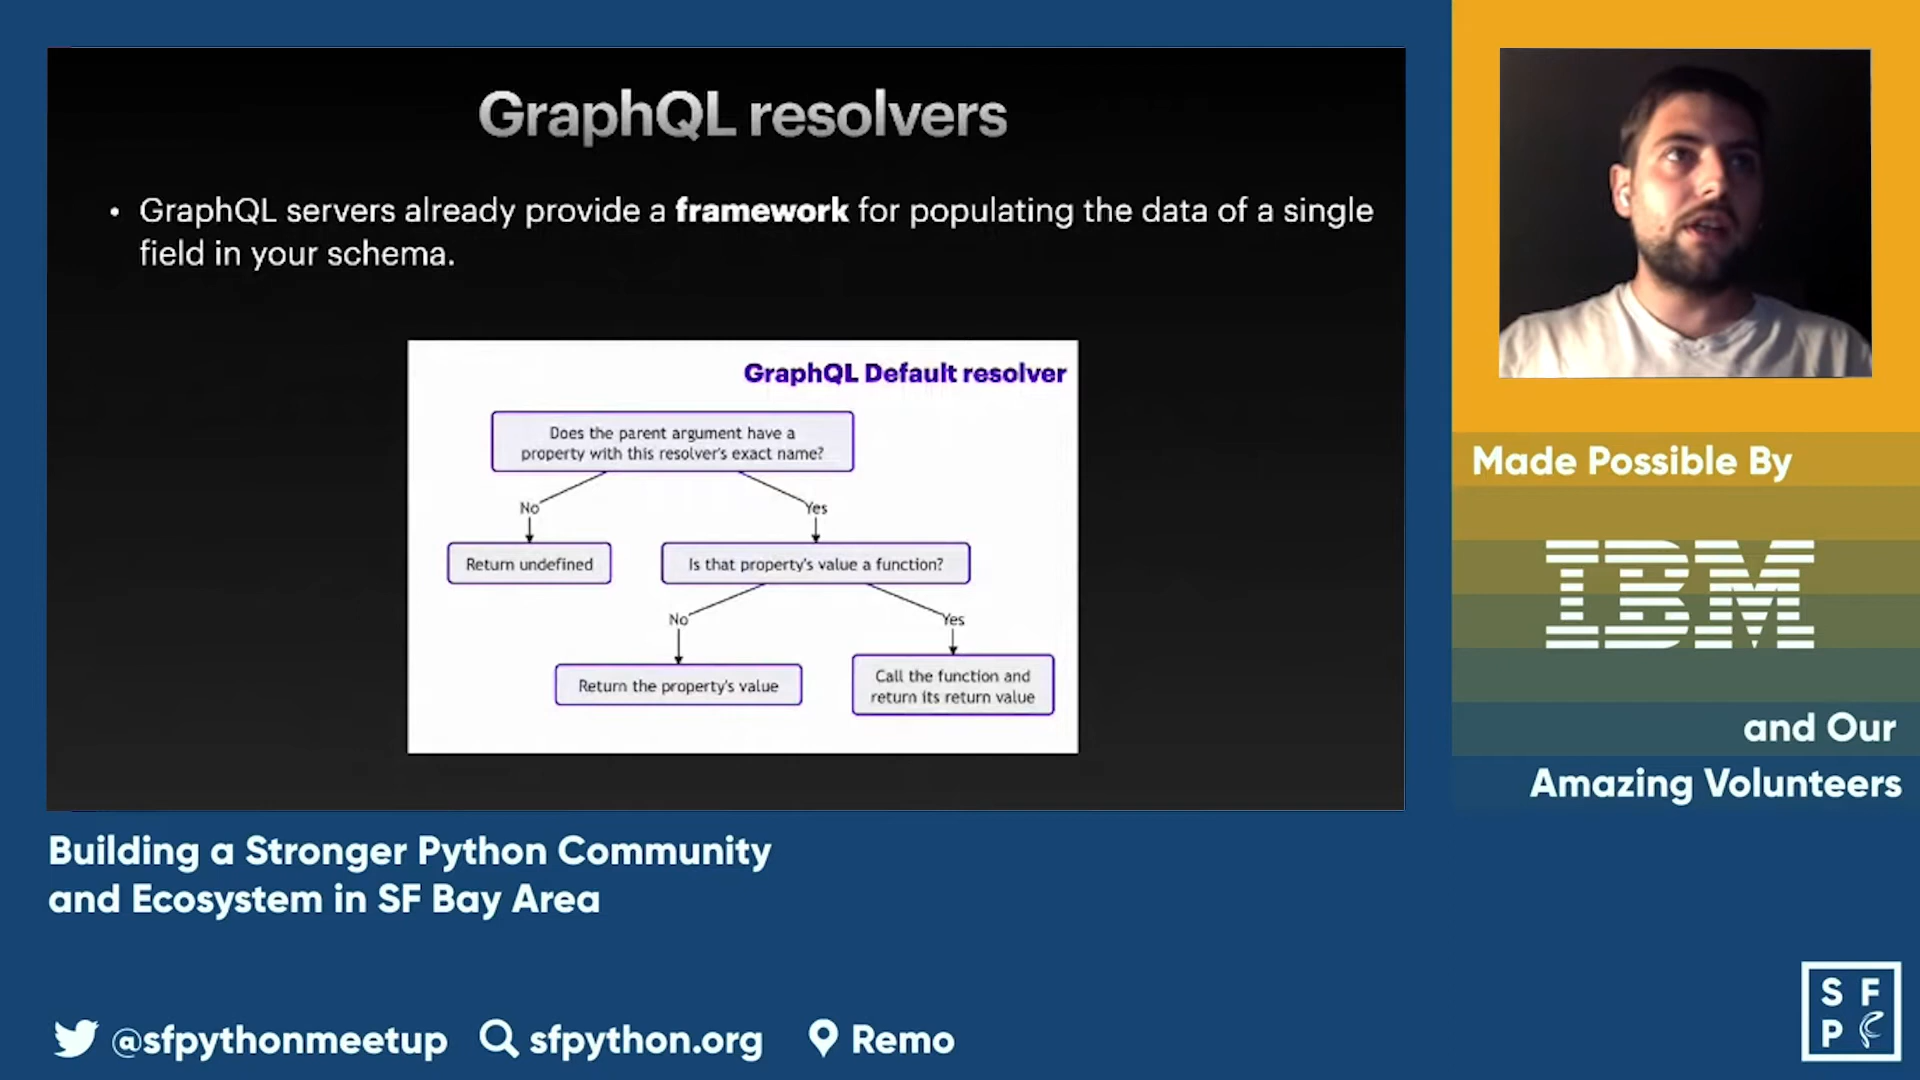 GraphQL resolvers
• GraphQL servers already provide a framework for populating the data of a single
field in your schema.
GraphQL Default resolver
Does the parent argument have a
property with this resolver's exact name?
No
Yes
Return undefined
Is that property's value a function?
No
Yes
Return the property's value
Call the function and
return its return value
Made Possible By
IBM
and Our
Amazing Volunteers
Building a Stronger Python Community
and Ecosystem in SF Bay Area
@sfpythonmeetup
sfpython.org
Remo
S F
P